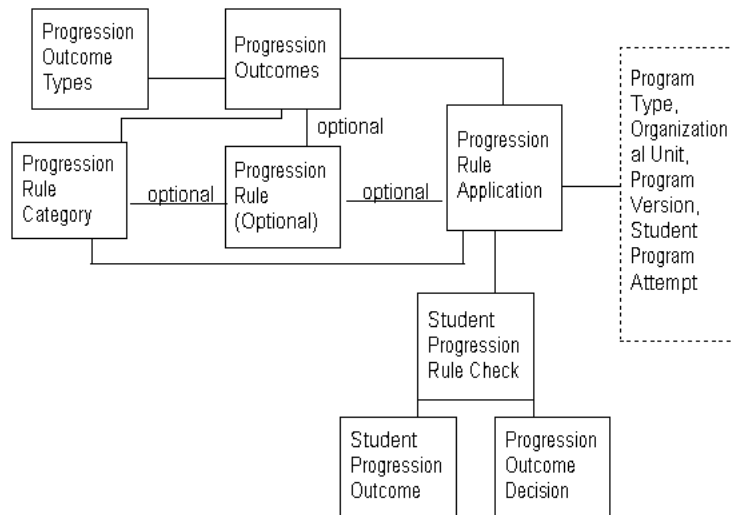 Progression
Outcome
Types
Progression
Outcomes
optional
Progression
Rule
Category
optional
Progression
Rule
(Optional)
optional
Progression
Rule
Application
Program
Type,
Organization
al Unit,
Program
Version,
Student
Program
Attempt
Student
Progression
Rule Check
Student
Progression
Outcome
Progression
Outcome
Decision